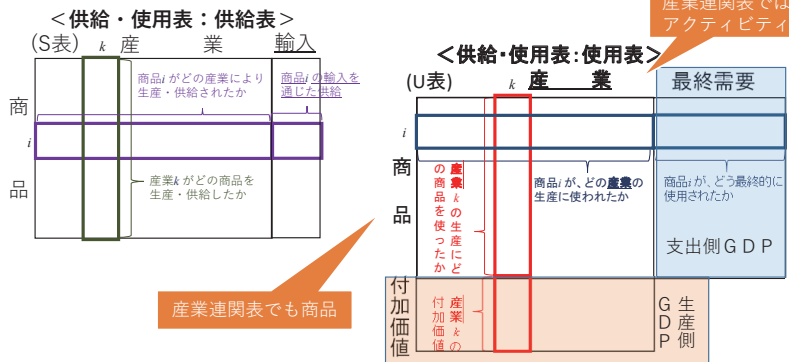 ＜供給・使用表：供給表＞
(S表)
k
産
業
輸入
商品iがどの産業により
生産・供給されたか
商品iの輸入を
通じた供給
商
i
品
産業kがどの商品を
生産・供給したか
産業連関表でも商品
産業連関表では
アクティビティ
＜供給・使用表：使用表＞
(U表)
k
産
業
最終需要
i
商
品
産業kの生産にど
の商品を使ったか
商品iが、どの産業の
生産に使われたか
商品iが、どう最終的に
使用されたか
支出側ＧＤＰ
付加価値
産業kの
付加価値
生産側
ＧＤＰ